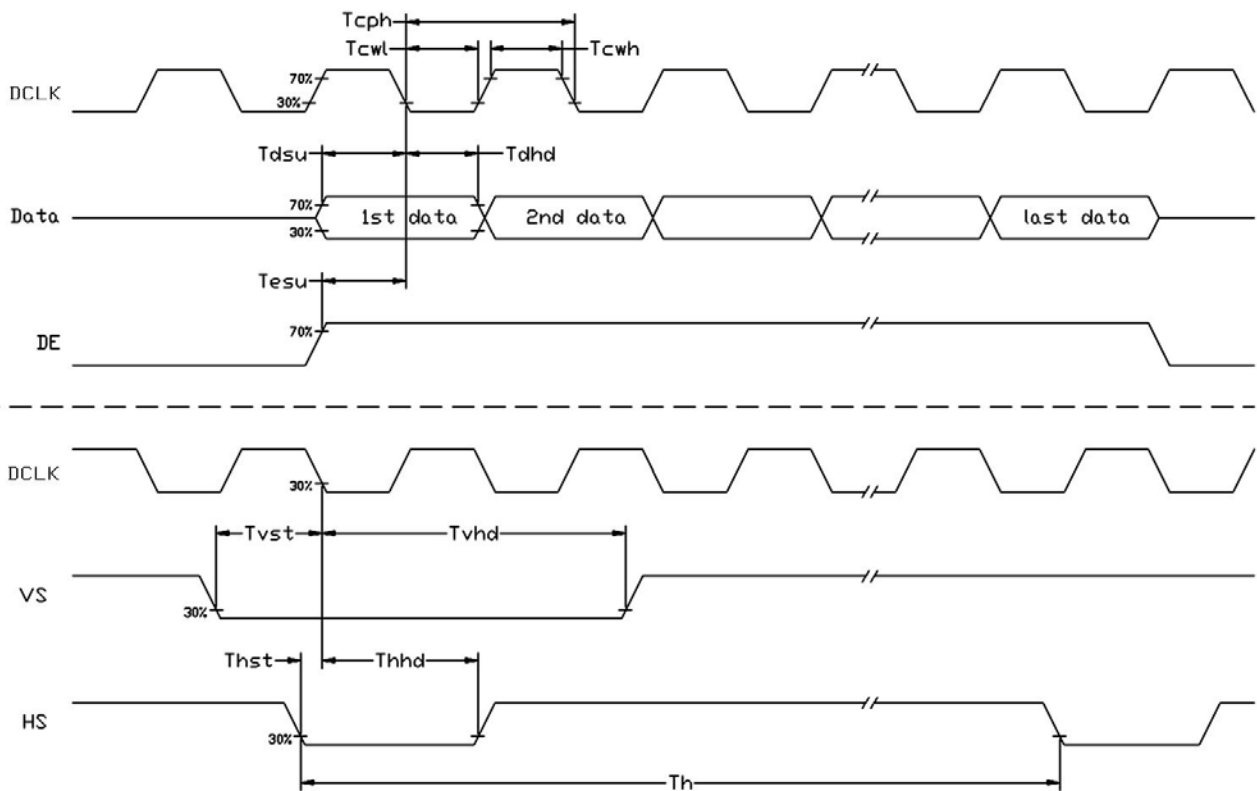 Tcph
Tcwl Tcwh
DCLK 70%
30%
Tdsu Tdhd
Data 70% 1st data 2nd data last data
30%
Tesu
DE 70%
DCLK 30%
Tvst Tvhd
VS 30%
Thst Thhd
HS 30%
Th